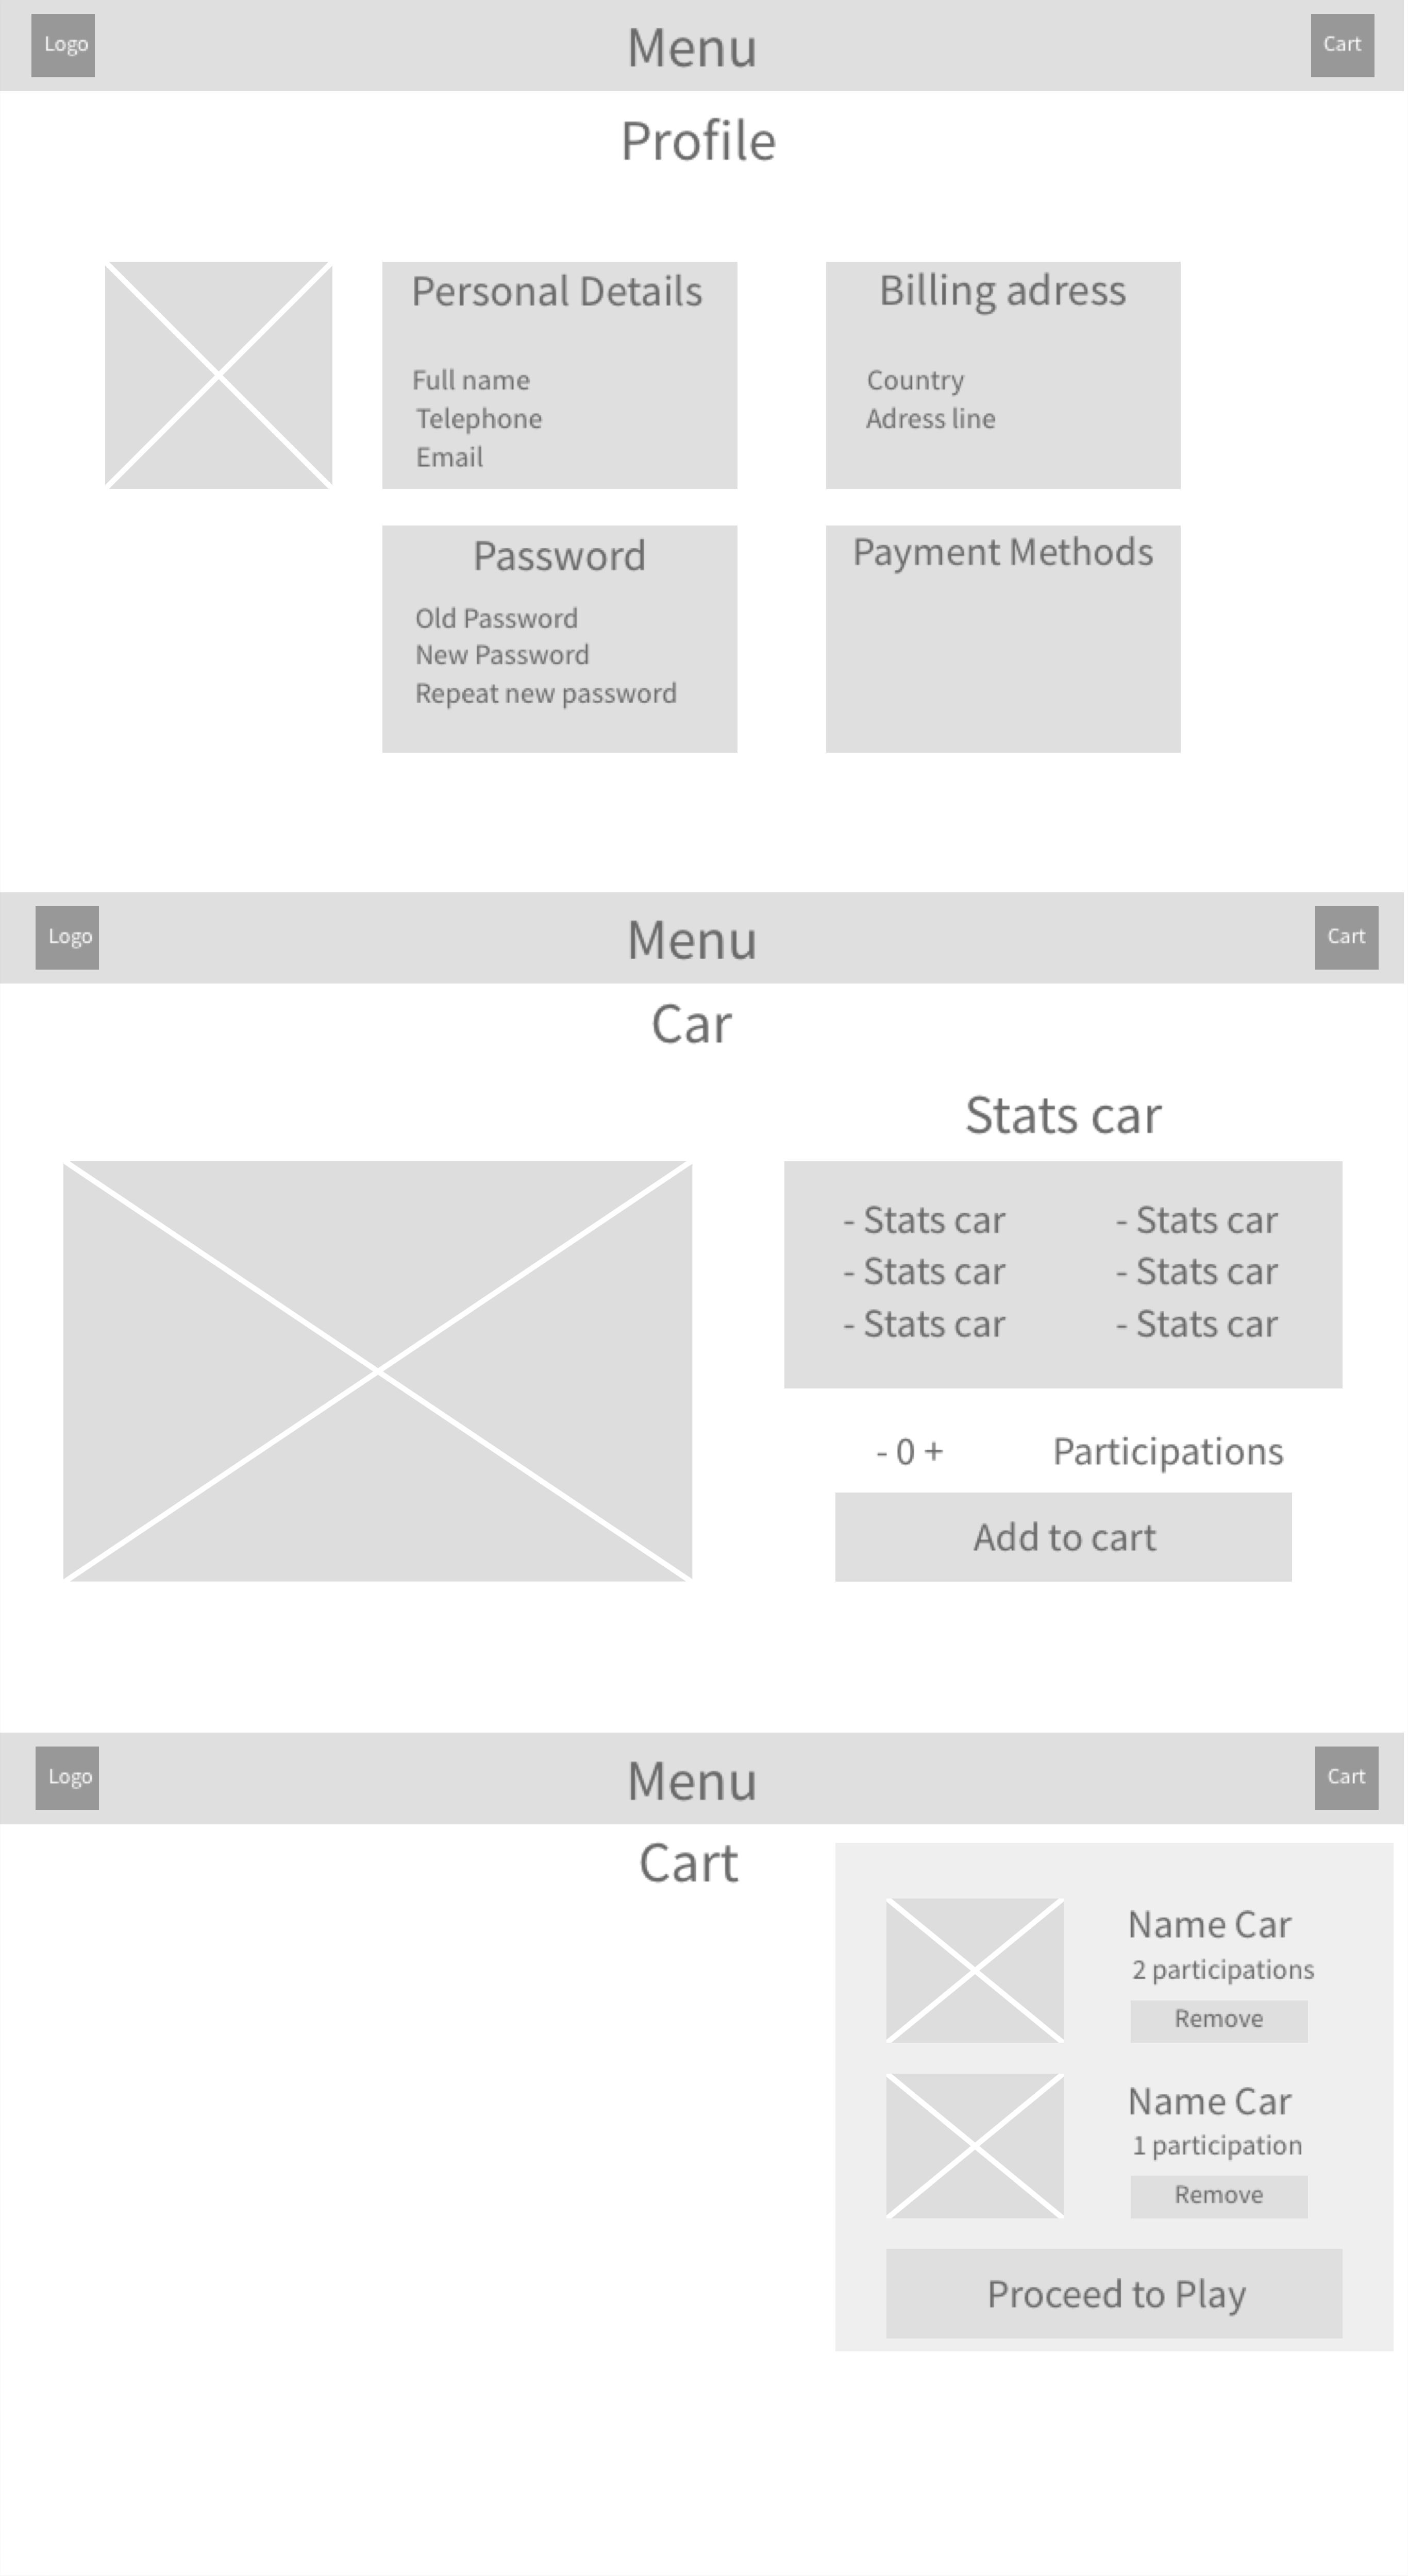 Logo
Menu
Cart
Profile
Personal Details
Full name
Telephone
Email
Billing adress
Country
Adress line
Password
Old Password
New Password
Repeat new password
Payment Methods
Logo
Menu
Cart
Car
Stats car
- Stats car
- Stats car
- Stats car
- Stats car
- Stats car
- Stats car
- 0 +
Participations
Add to cart
Logo
Menu
Cart
Cart
Name Car
2 participations
Remove
Name Car
1 participation
Remove
Proceed to Play